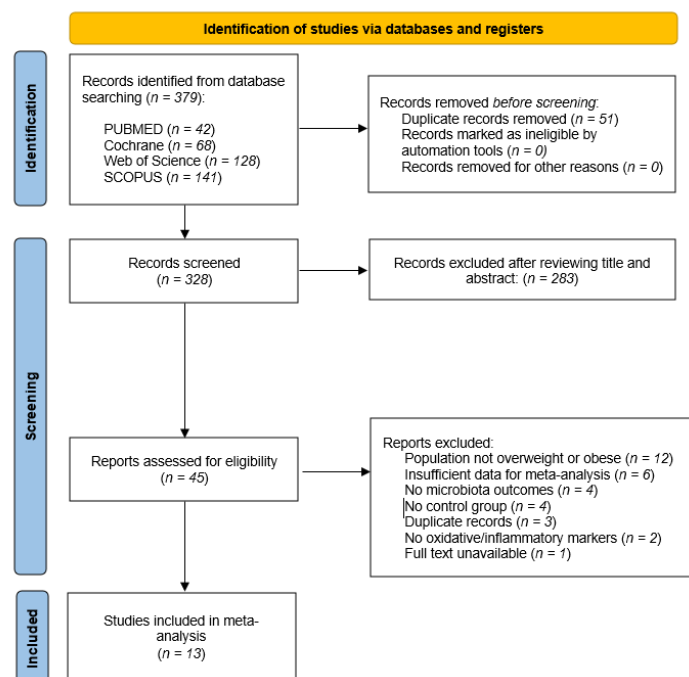 Identification of studies via databases and registers
Identification
Records identified from database
searching (n = 379):
PUBMED (n = 42)
Cochrane (n = 68)
Web of Science (n = 128)
SCOPUS (n = 141)
Records removed before screening:
Duplicate records removed (n = 51)
Records marked as ineligible by
automation tools (n = 0)
Records removed for other reasons (n = 0)
Screening
Records screened
(n = 328)
Records excluded after reviewing title and
abstract: (n = 283)
Reports assessed for eligibility
(n = 45)
Reports excluded:
Population not overweight or obese (n = 12)
Insufficient data for meta-analysis (n = 6)
No microbiota outcomes (n = 4)
No control group (n = 4)
Duplicate records (n = 3)
No oxidative/inflammatory markers (n = 2)
Full text unavailable (n = 1)
Included
Studies included in meta-
analysis
(n = 13)